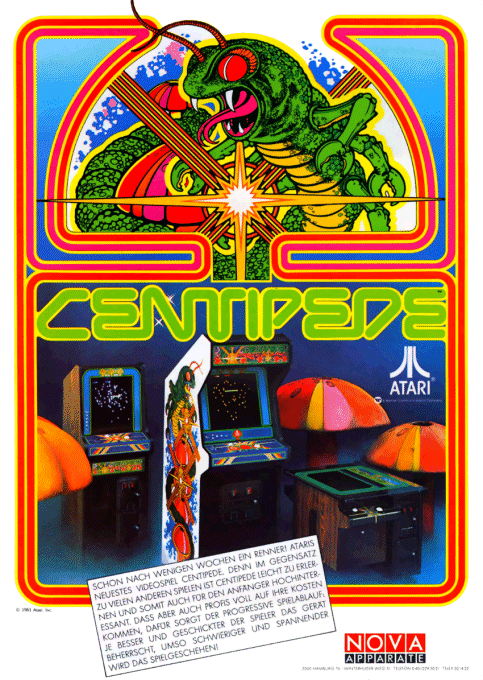 CENTIPEDE
ATARI®
© 1981 Atari, Inc.
SCHON NACH WENIGEN WOCHEN EIN RENNER! ATARIS
NEUESTES VIDEOSPIEL CENTIPEDE. DENN IM GEGENSATZ
ZU VIELEN ANDEREN SPIELEN IST CENTIPEDE LEICHT ZU ERLER-
NEN UND SOMIT AUCH FÜR DEN ANFÄNGER HOCHINTER-
ESSANT. DASS ABER AUCH PROFIS VOLL AUF IHRE KOSTEN
KOMMEN, DAFÜR SORGT DER PROGRESSIVE SPIELABLAUF.
JE BESSER UND GESCHICKTER DER SPIELER DAS GERÄT
BEHERRSCHT, UMSO SCHWIERIGER UND SPANNENDER
WIRD DAS SPIELGESCHEHEN!
NOVA
APPARATE